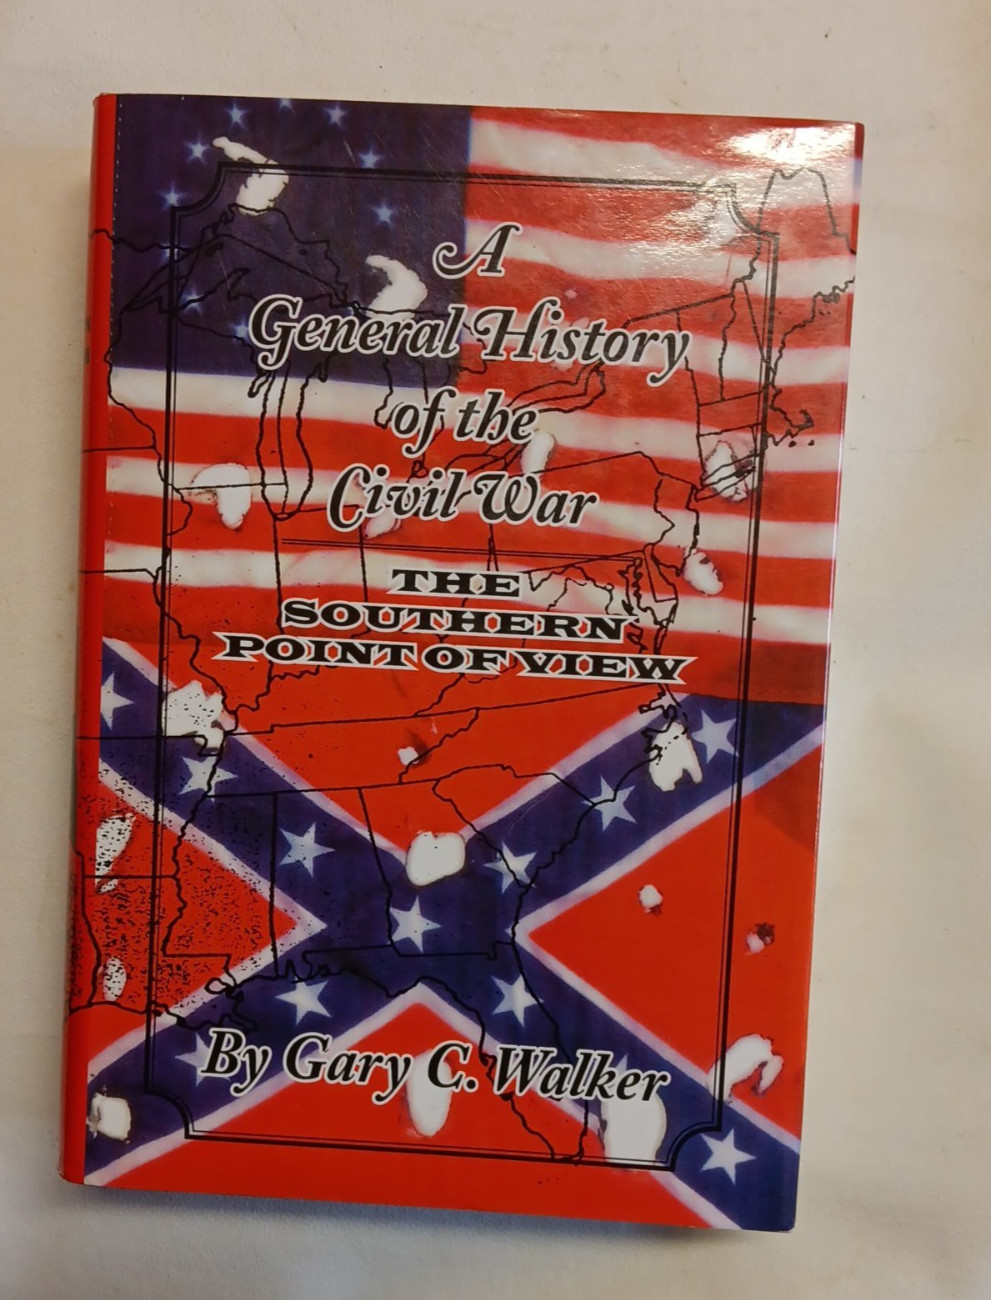 A
General History
of the
Civil War
THE
SOUTHERN
POINT OF VIEW
By Gary C. Walker